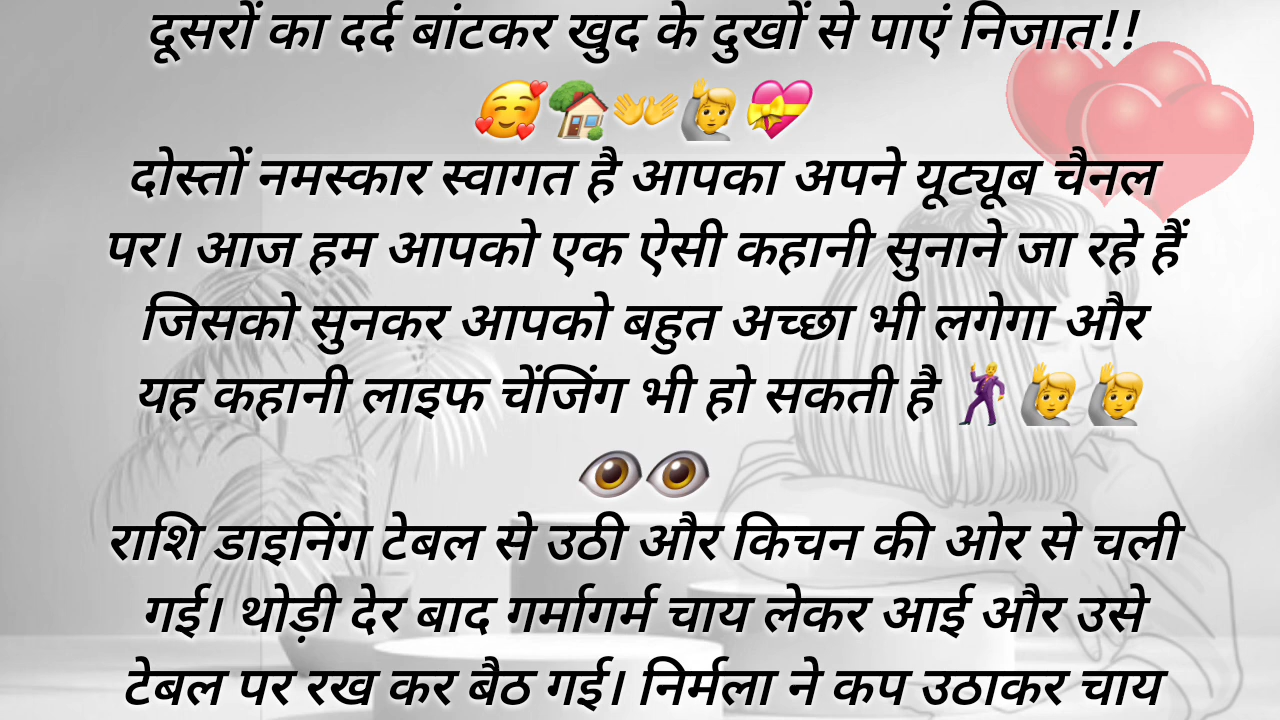 दूसरों का दर्द बांटकर खुद के दुखों से पाएं निजात!!
🥰🏡👐🙋💝
दोस्तों नमस्कार स्वागत है आपका अपने यूट्यूब चैनल
पर। आज हम आपको एक ऐसी कहानी सुनाने जा रहे हैं
जिसको सुनकर आपको बहुत अच्छा भी लगेगा और
यह कहानी लाइफ चेंजिंग भी हो सकती है 🕺🙋🙋
👁👁
राशि डाइनिंग टेबल से उठी और किचन की ओर से चली
गई। थोड़ी देर बाद गर्मागर्म चाय लेकर आई और उसे
टेबल पर रख कर बैठ गई। निर्मला ने कप उठाकर चाय